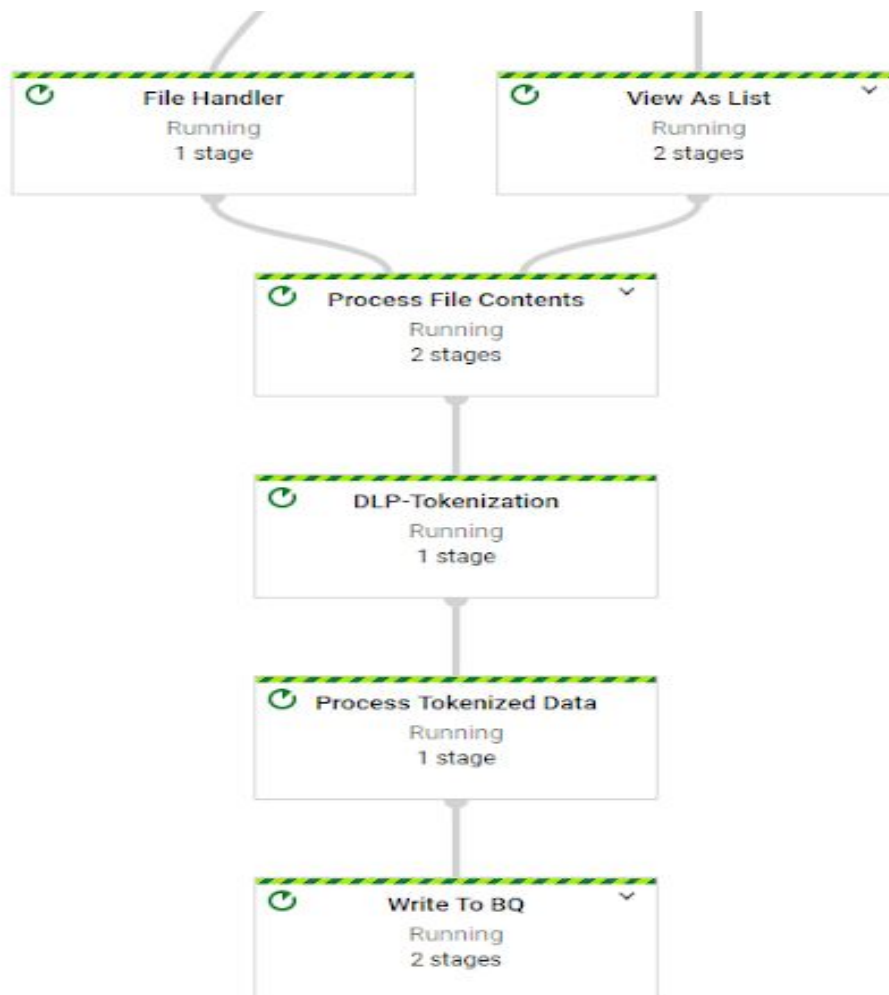 File Handler
Running
1 stage
View As List
Running
2 stages
Process File Contents
Running
2 stages
DLP-Tokenization
Running
1 stage
Process Tokenized Data
Running
1 stage
Write To BQ
Running
2 stages